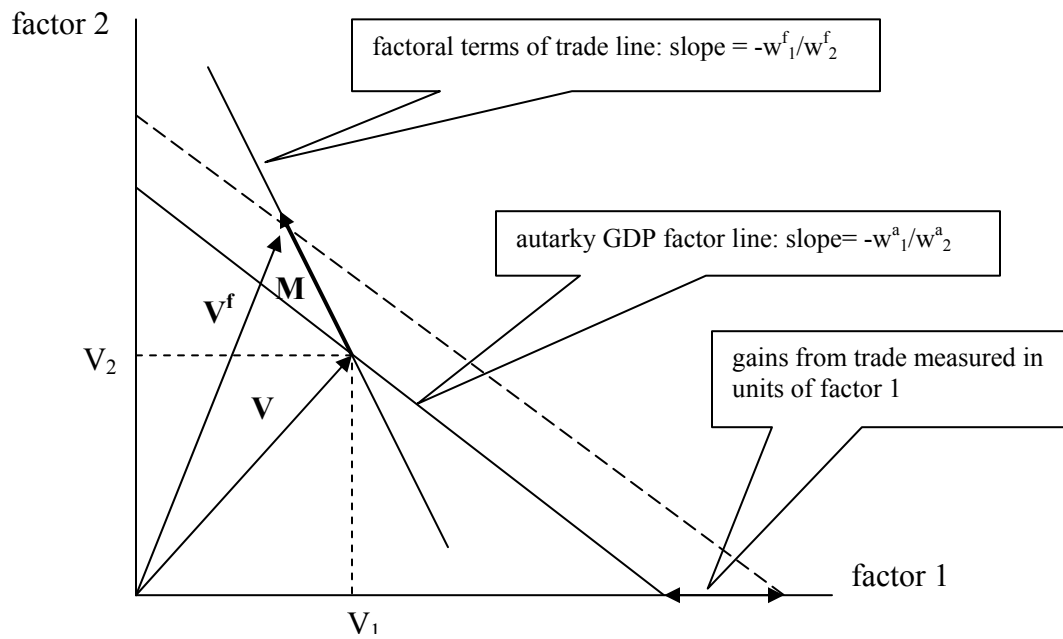 factor 2
factoral terms of trade line: slope = -wᶠ₁/wᶠ₂
autarky GDP factor line: slope= -wᵃ₁/wᵃ₂
M
Vᶠ
V₂
gains from trade measured in
units of factor 1
V
factor 1
V₁